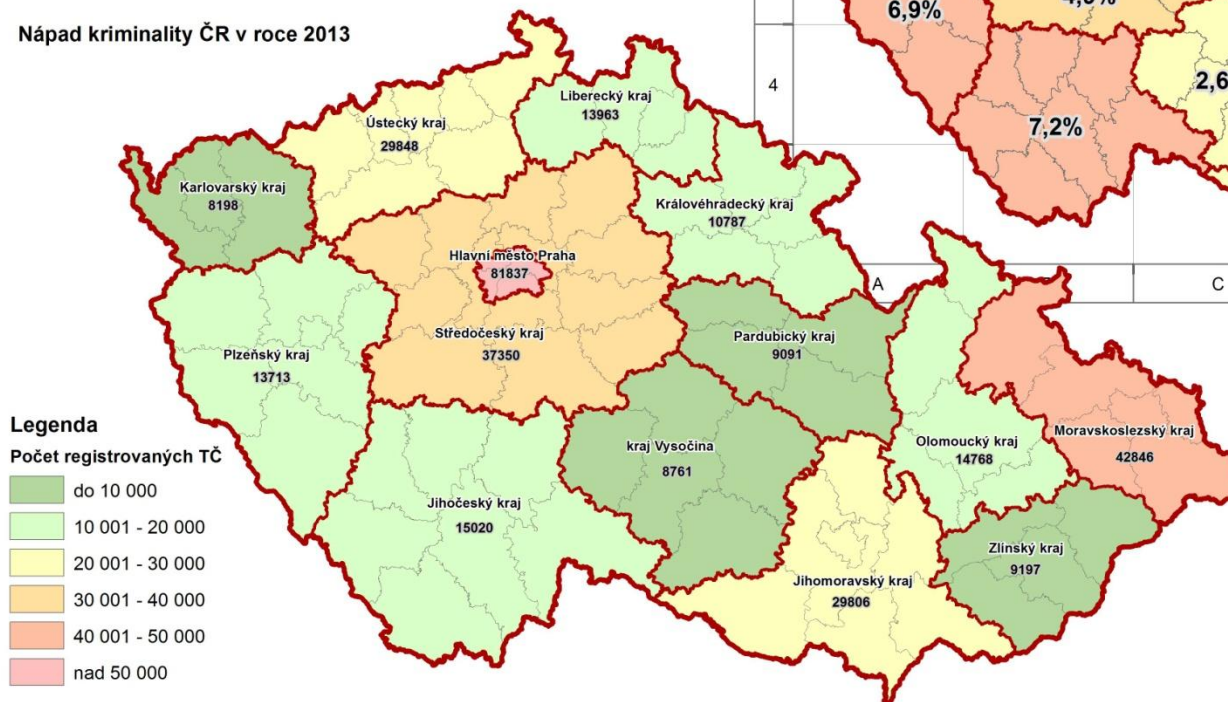 Nápad kriminality ČR v roce 2013
6,9%
7,2%
4
A
C
Liberecký kraj
13963
Ústecký kraj
29848
Karlovarský kraj
8198
Královéhradecký kraj
10787
Hlavní město Praha
81837
Středočeský kraj
37350
Pardubický kraj
9091
Plzeňský kraj
13713
kraj Vysočina
8761
Olomoucký kraj
14768
Moravskoslezský kraj
42846
Jihočeský kraj
15020
Zlínský kraj
9197
Jihomoravský kraj
29806
Legenda
Počet registrovaných TČ
do 10 000
10 001 - 20 000
20 001 - 30 000
30 001 - 40 000
40 001 - 50 000
nad 50 000